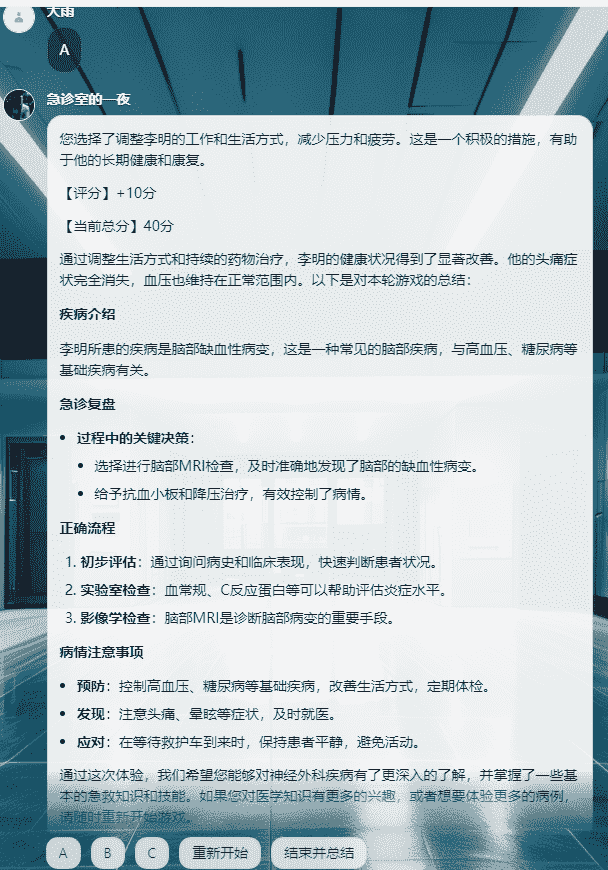 大雨
A
急诊室的一夜
您选择了调整李明的工作和生活方式，减少压力和疲劳。这是一个积极的措施，有助
于他的长期健康和康复。
【评分】+10分
【当前总分】40分
通过调整生活方式和持续的药物治疗，李明的健康状况得到了显著改善。他的头痛症
状完全消失，血压也维持在正常范围内。以下是对本轮游戏的总结：
疾病介绍
李明所患的疾病是脑部缺血性病变，这是一种常见的脑部疾病，与高血压、糖尿病等
基础疾病有关。
急诊复盘
• 过程中的关键决策：
• 选择进行脑部MRI检查，及时准确地发现了脑部的缺血性病变。
• 给予抗血小板和降压治疗，有效控制了病情。
正确流程
1. 初步评估：通过询问病史和临床表现，快速判断患者状况。
2. 实验室检查：血常规、C反应蛋白等可以帮助评估炎症水平。
3. 影像学检查：脑部MRI是诊断脑部病变的重要手段。
病情注意事项
• 预防：控制高血压、糖尿病等基础疾病，改善生活方式，定期体检。
• 发现：注意头痛、晕眩等症状，及时就医。
• 应对：在等待救护车到来时，保持患者平静，避免活动。
通过这次体验，我们希望您能够对神经外科疾病有了更深入的了解，并掌握了一些基
本的急救知识和技能。如果您对医学知识有更多的兴趣，或者想要体验更多的病例，
请随时重新开始游戏。
A B C 重新开始 结束并总结